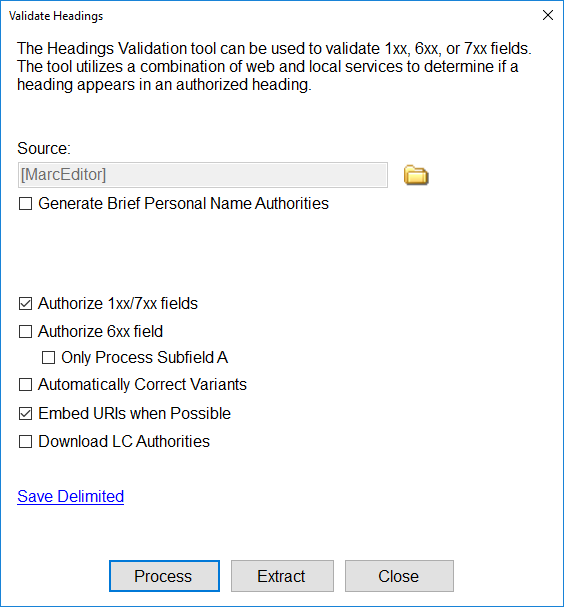 Validate Headings
The Headings Validation tool can be used to validate 1xx, 6xx, or 7xx fields.
The tool utilizes a combination of web and local services to determine if a
heading appears in an authorized heading.
Source:
[MarcEditor]
Generate Brief Personal Name Authorities
Authorize 1xx/7xx fields
Authorize 6xx field
Only Process Subfield A
Automatically Correct Variants
Embed URIs when Possible
Download LC Authorities
Save Delimited
Process Extract Close